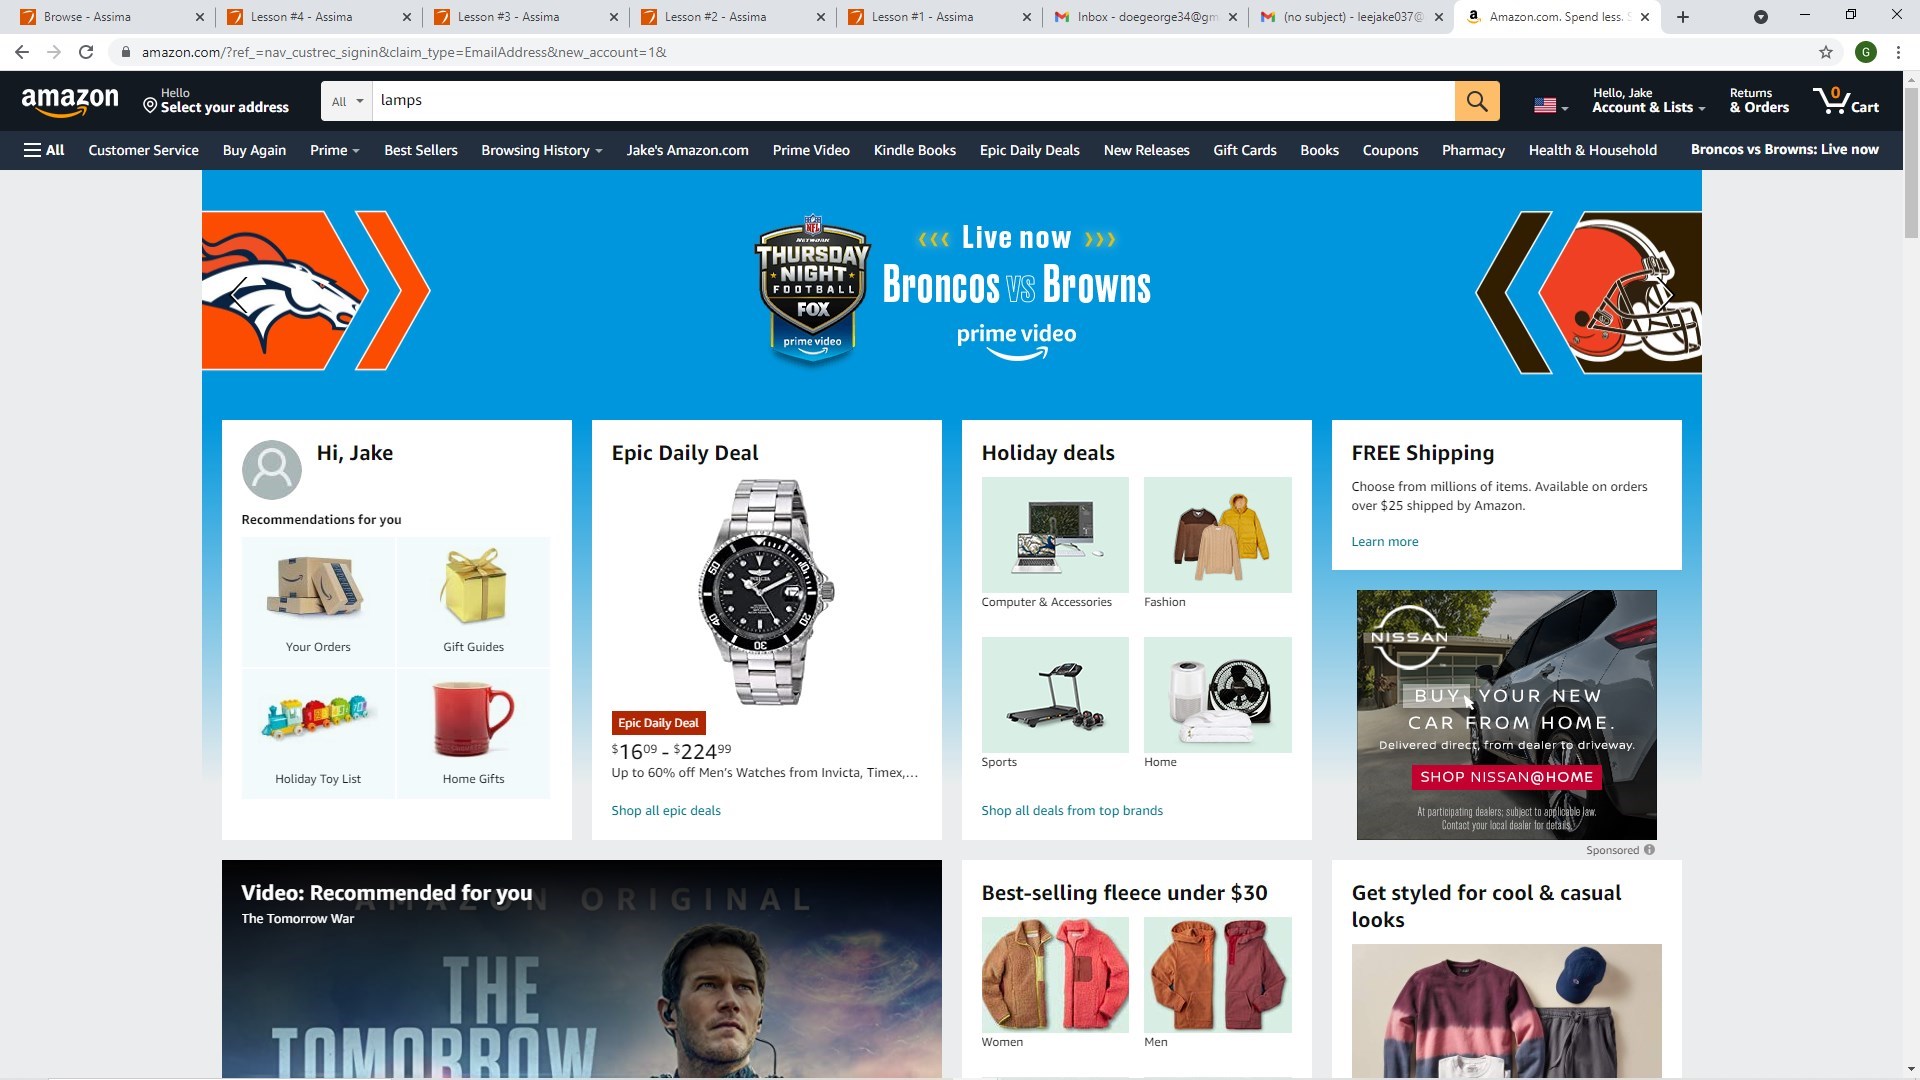 Browse - Assima
Lesson #4 - Assima
Lesson #3 - Assima
Lesson #2 - Assima
Lesson #1 - Assima
Inbox - doegeorge34@gm
(no subject) - leejake037@
Amazon.com. Spend less. S
amazon.com/?ref_=nav_custrec_signin&claim_type=EmailAddress&new_account=1&
G
amazon
Hello
Select your address
All
lamps
Hello, Jake
Account & Lists
Returns
& Orders
0
Cart
All
Customer Service
Buy Again
Prime
Best Sellers
Browsing History
Jake's Amazon.com
Prime Video
Kindle Books
Epic Daily Deals
New Releases
Gift Cards
Books
Coupons
Pharmacy
Health & Household
Broncos vs Browns: Live now
NFL
NETWORK
THURSDAY
NIGHT
FOOTBALL
FOX
prime video
Live now
Broncos vs Browns
prime video
Hi, Jake
Recommendations for you
Your Orders
Gift Guides
Holiday Toy List
Home Gifts
Epic Daily Deal
Epic Daily Deal
$16.09 - $224.99
Up to 60% off Men's Watches from Invicta, Timex,...
Shop all epic deals
Holiday deals
Computer & Accessories
Fashion
Sports
Home
Shop all deals from top brands
FREE Shipping
Choose from millions of items. Available on orders
over $25 shipped by Amazon.
Learn more
NISSAN
BUY YOUR NEW
CAR FROM HOME.
Delivered direct, from dealer to driveway.
SHOP NISSAN@HOME
At participating dealers; subject to applicable law.
Contact your local dealer for details.
Sponsored
Video: Recommended for you
AMAZON ORIGINAL
The Tomorrow War
THE
TOMORROW
Best-selling fleece under $30
Women
Men
Get styled for cool & casual
looks